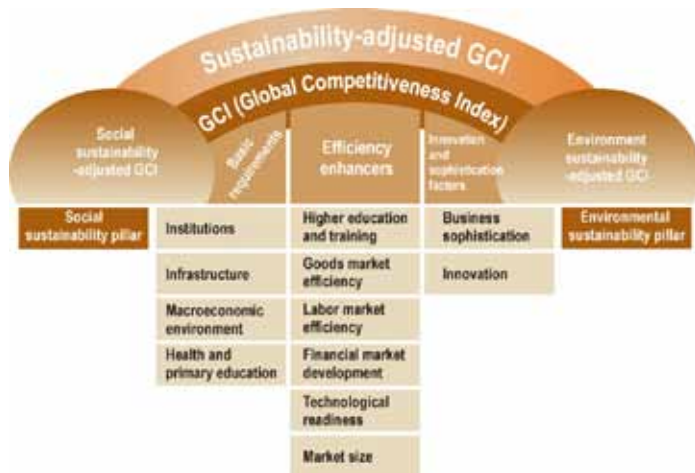 Sustainability-adjusted GCI
GCI (Global Competitiveness Index)
Social
sustainability
-adjusted GCI
Basic
requirements
Efficiency
enhancers
Innovation
and
sophistication
factors
Environment
sustainability
-adjusted GCI
Social
sustainability pillar
Institutions
Infrastructure
Macroeconomic
environment
Health and
primary education
Higher education
and training
Goods market
efficiency
Labor market
efficiency
Financial market
development
Technological
readiness
Market size
Business
sophistication
Innovation
Environmental
sustainability pillar